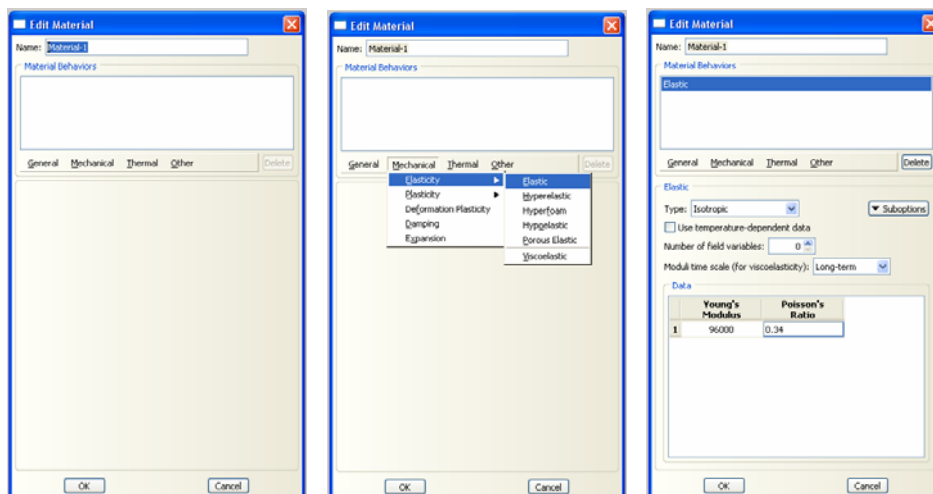 Edit Material
Name: Material-1
Material Behaviors
General Mechanical Thermal Other Delete
OK Cancel
Edit Material
Name: Material-1
Material Behaviors
General Mechanical Thermal Other Delete
Elasticity
Plasticity
Deformation Plasticity
Damping
Expansion
Elastic
Hyperelastic
Hyperfoam
Hypoelastic
Porous Elastic
Viscoelastic
OK Cancel
Edit Material
Name: Material-1
Material Behaviors
Elastic
General Mechanical Thermal Other Delete
Elastic
Type: Isotropic Suboptions
Use temperature-dependent data
Number of field variables: 0
Moduli time scale (for viscoelasticity): Long-term
Data
Young's Modulus Poisson's Ratio
1 96000 0.34
OK Cancel